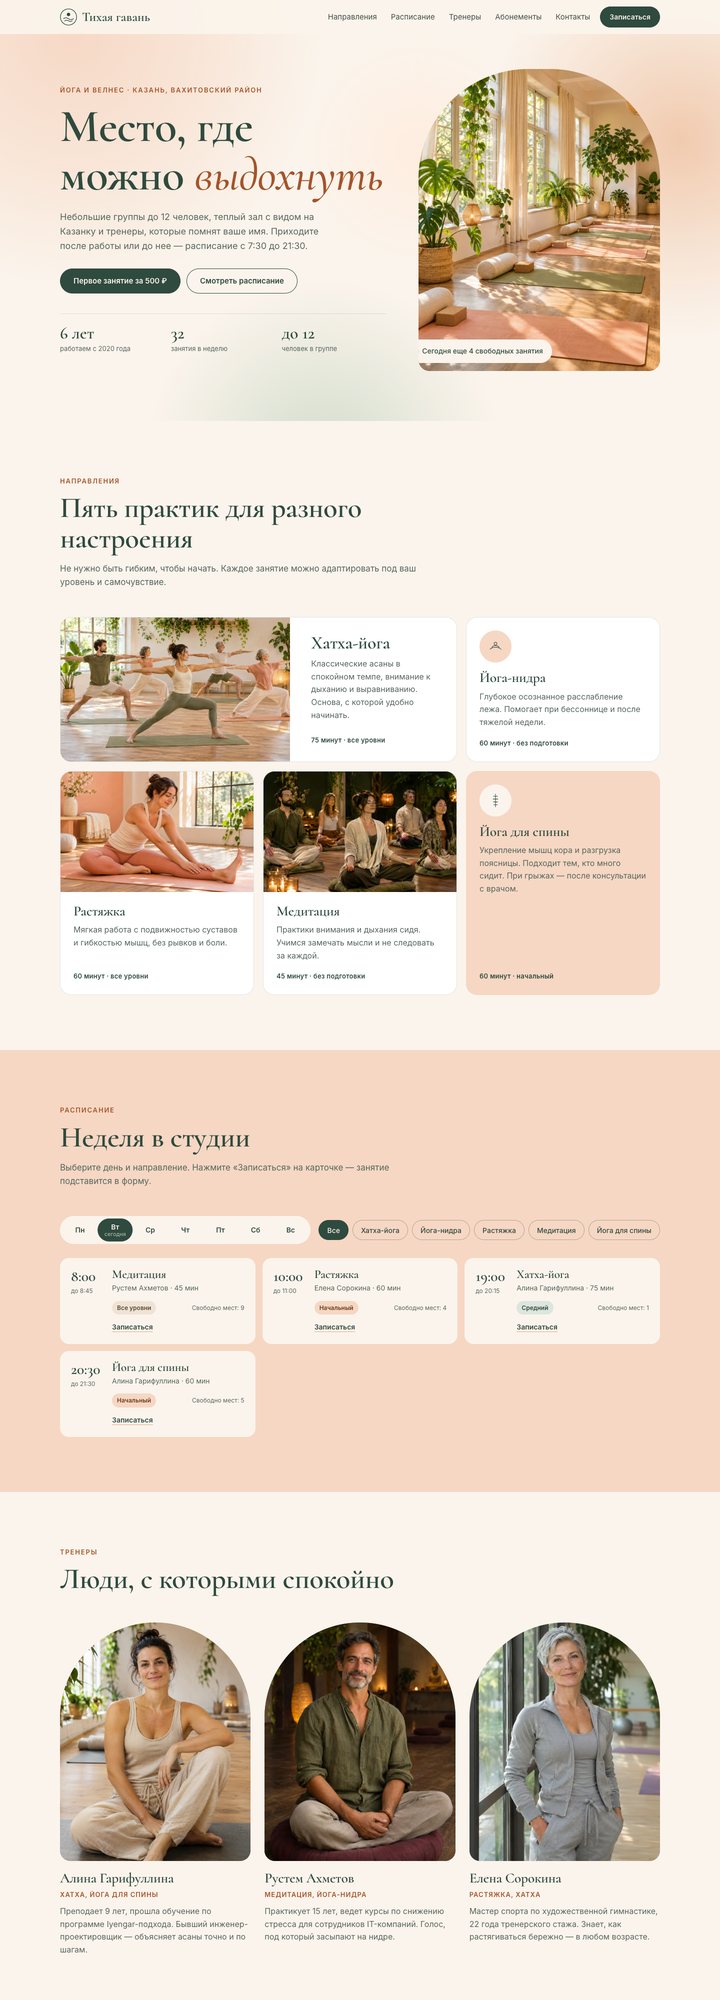 Тихая гавань
Направления
Расписание
Тренеры
Абонементы
Контакты
Записаться
ЙОГА И ВЕЛНЕС · КАЗАНЬ, ВАХИТОВСКИЙ РАЙОН
Место, где
можно выдохнуть
Небольшие группы до 12 человек, теплый зал с видом на
Казанку и тренеры, которые помнят ваше имя. Приходите
после работы или до нее — расписание с 7:30 до 21:30.
Первое занятие за 500 ₽
Смотреть расписание
6 лет
работаем с 2020 года
32
занятия в неделю
до 12
человек в группе
Сегодня еще 4 свободных занятия
НАПРАВЛЕНИЯ
Пять практик для разного
настроения
Не нужно быть гибким, чтобы начать. Каждое занятие можно адаптировать под ваш
уровень и самочувствие.
Хатха-йога
Классические асаны в
спокойном темпе, внимание к
дыханию и выравниванию.
Основа, с которой удобно
начинать.
75 минут · все уровни
Йога-нидра
Глубокое осознанное расслабление
лежа. Помогает при бессоннице и после
тяжелой недели.
60 минут · без подготовки
Растяжка
Мягкая работа с подвижностью суставов
и гибкостью мышц, без рывков и боли.
60 минут · все уровни
Медитация
Практики внимания и дыхания сидя.
Учимся замечать мысли и не следовать
за каждой.
45 минут · без подготовки
Йога для спины
Укрепление мышц кора и разгрузка
поясницы. Подходит тем, кто много
сидит. При грыжах — после консультации
с врачом.
60 минут · начальный
РАСПИСАНИЕ
Неделя в студии
Выберите день и направление. Нажмите «Записаться» на карточке — занятие
подставится в форму.
Пн
Вт
сегодня
Ср
Чт
Пт
Сб
Вс
Все
Хатха-йога
Йога-нидра
Растяжка
Медитация
Йога для спины
8:00
до 8:45
Медитация
Рустем Ахметов · 45 мин
Все уровни
Свободно мест: 9
Записаться
10:00
до 11:00
Растяжка
Елена Сорокина · 60 мин
Начальный
Свободно мест: 4
Записаться
19:00
до 20:15
Хатха-йога
Алина Гарифуллина · 75 мин
Средний
Свободно мест: 1
Записаться
20:30
до 21:30
Йога для спины
Алина Гарифуллина · 60 мин
Начальный
Свободно мест: 5
Записаться
ТРЕНЕРЫ
Люди, с которыми спокойно
Алина Гарифуллина
ХАТХА, ЙОГА ДЛЯ СПИНЫ
Преподает 9 лет, прошла обучение по
программе Iyengar-подхода. Бывший инженер-
проектировщик — объясняет асаны точно и по
шагам.
Рустем Ахметов
МЕДИТАЦИЯ, ЙОГА-НИДРА
Практикует 15 лет, ведет курсы по снижению
стресса для сотрудников IT-компаний. Голос,
под который засыпают на нидре.
Елена Сорокина
РАСТЯЖКА, ХАТХА
Мастер спорта по художественной гимнастике,
22 года тренерского стажа. Знает, как
растягиваться бережно — в любом возрасте.